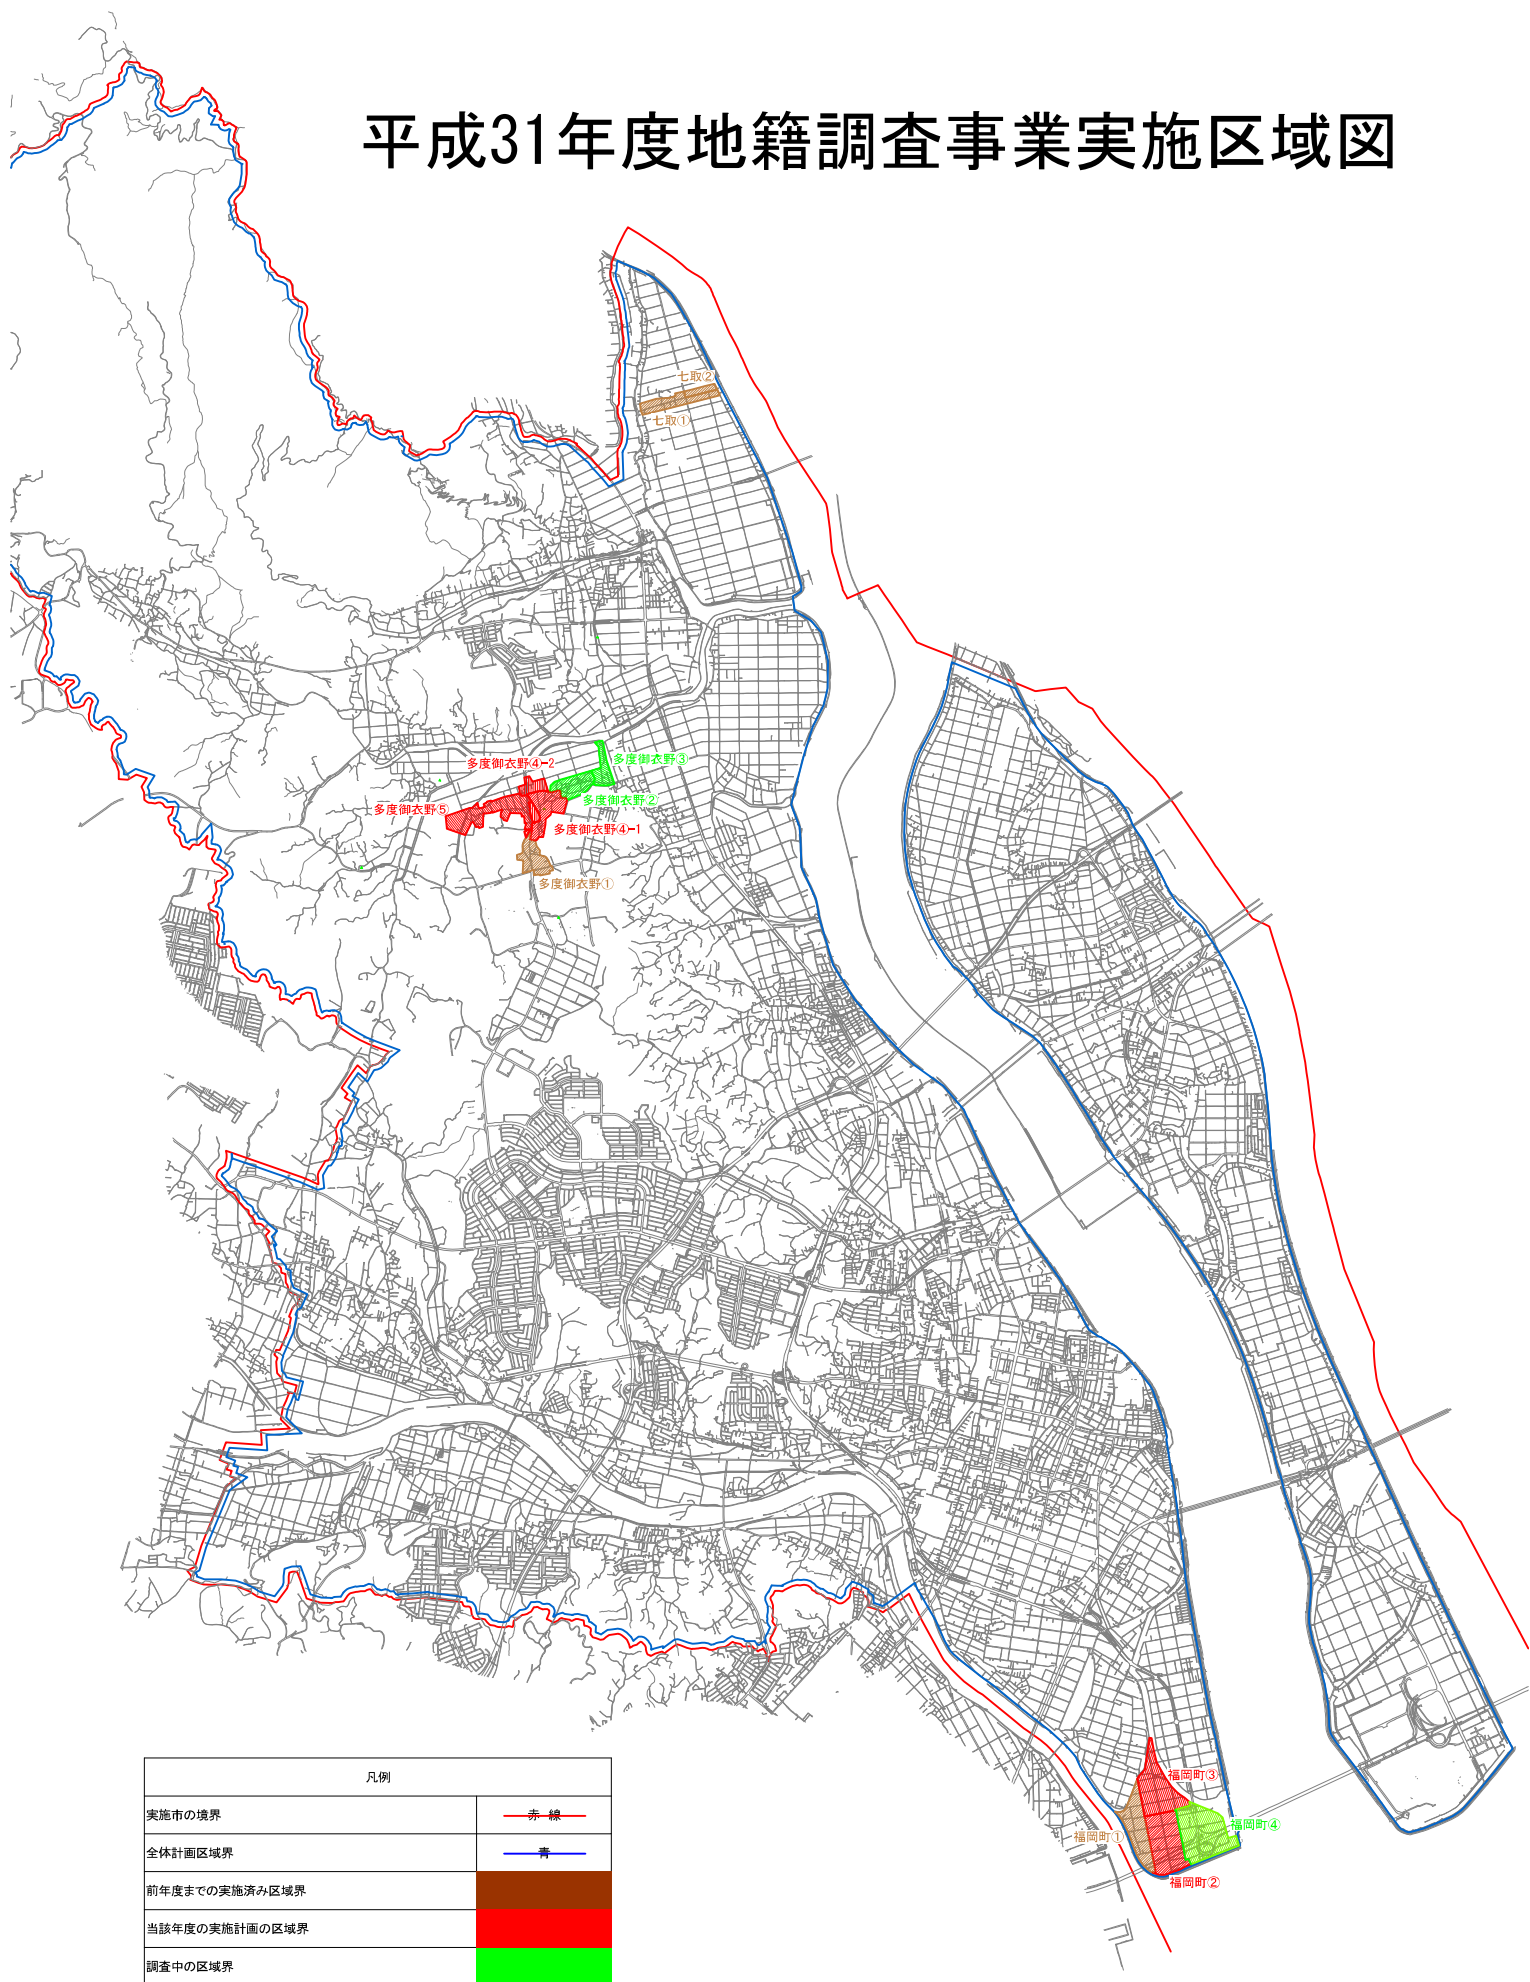 平成31年度地籍調査事業実施区域図
七取②
七取①
多度御衣野④-2
多度御衣野③
多度御衣野②
多度御衣野⑤
多度御衣野④-1
多度御衣野①
福岡町③
福岡町④
福岡町①
福岡町②
凡例
実施市の境界 赤 線
全体計画区域界 青
前年度までの実施済み区域界
当該年度の実施計画の区域界
調査中の区域界